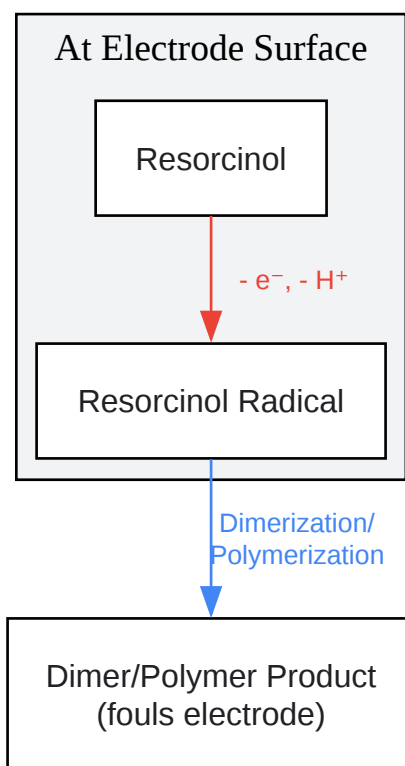 At Electrode Surface
Resorcinol
- e⁻, - H⁺
Resorcinol Radical
Dimerization/
Polymerization
Dimer/Polymer Product
(fouls electrode)